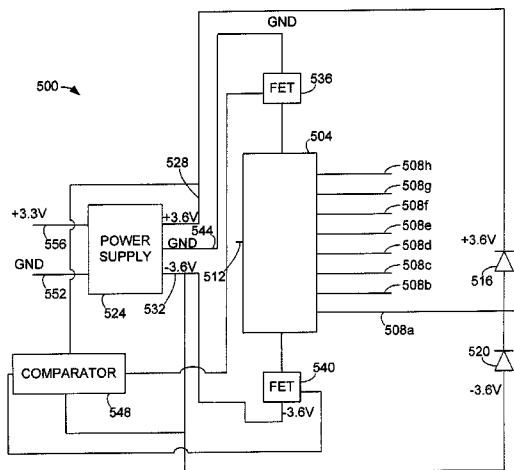 GND
500
FET
536
504
528
508h
508g
+3.3V
+3.6V
544
508f
556
POWER
SUPPLY
GND
508e
+3.6V
GND
512
508d
516
-3.6V
508c
552
508b
524
532
508a
520
COMPARATOR
FET
540
548
-3.6V
-3.6V